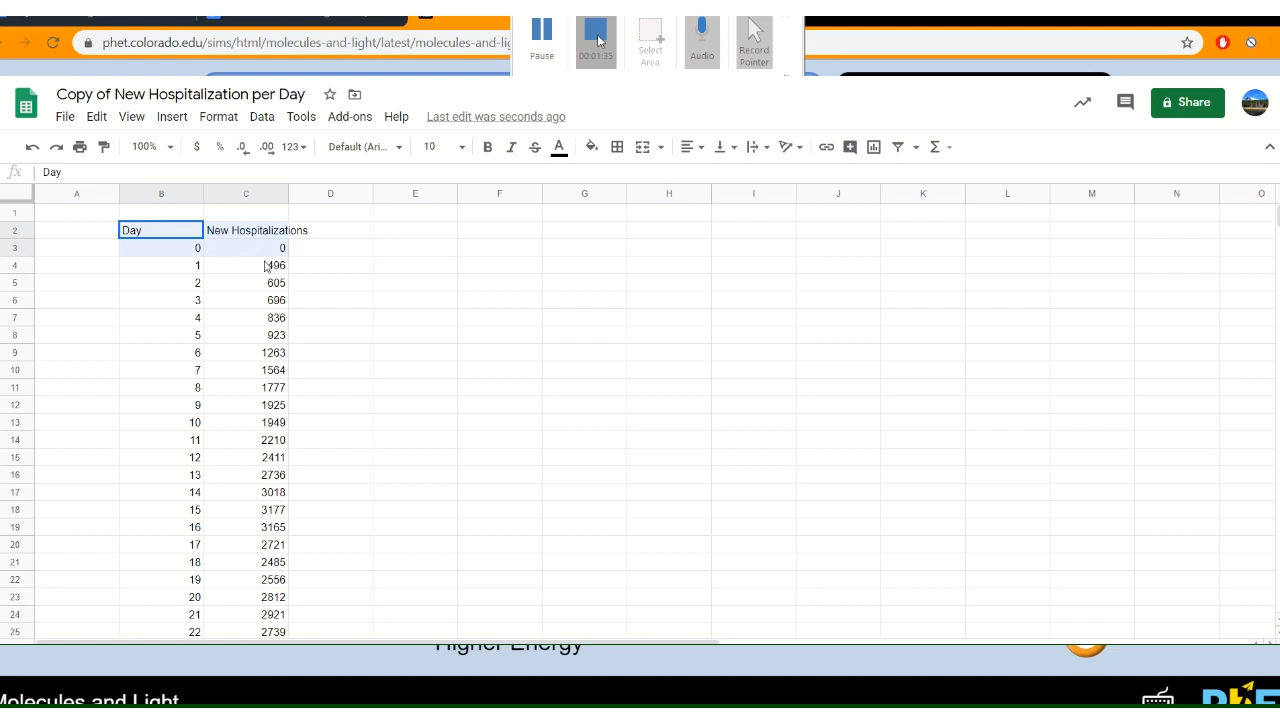 phet.colorado.edu/sims/html/molecules-and-light/latest/molecules-and-lig
Pause
00:01:35
Select
Area
Audio
Record
Pointer
Copy of New Hospitalization per Day
File Edit View Insert Format Data Tools Add-ons Help Last edit was seconds ago
Share
100% $ % .0 .00 123 Default (Ari... 10 B I S A
fx Day
A B C D E F G H I J K L M N O
1
2 Day New Hospitalizations
3 0 0
4 1 496
5 2 605
6 3 696
7 4 836
8 5 923
9 6 1263
10 7 1564
11 8 1777
12 9 1925
13 10 1949
14 11 2210
15 12 2411
16 13 2736
17 14 3018
18 15 3177
19 16 3165
20 17 2721
21 18 2485
22 19 2556
23 20 2812
24 21 2921
25 22 2739
Higher Energy
Molecules and Light